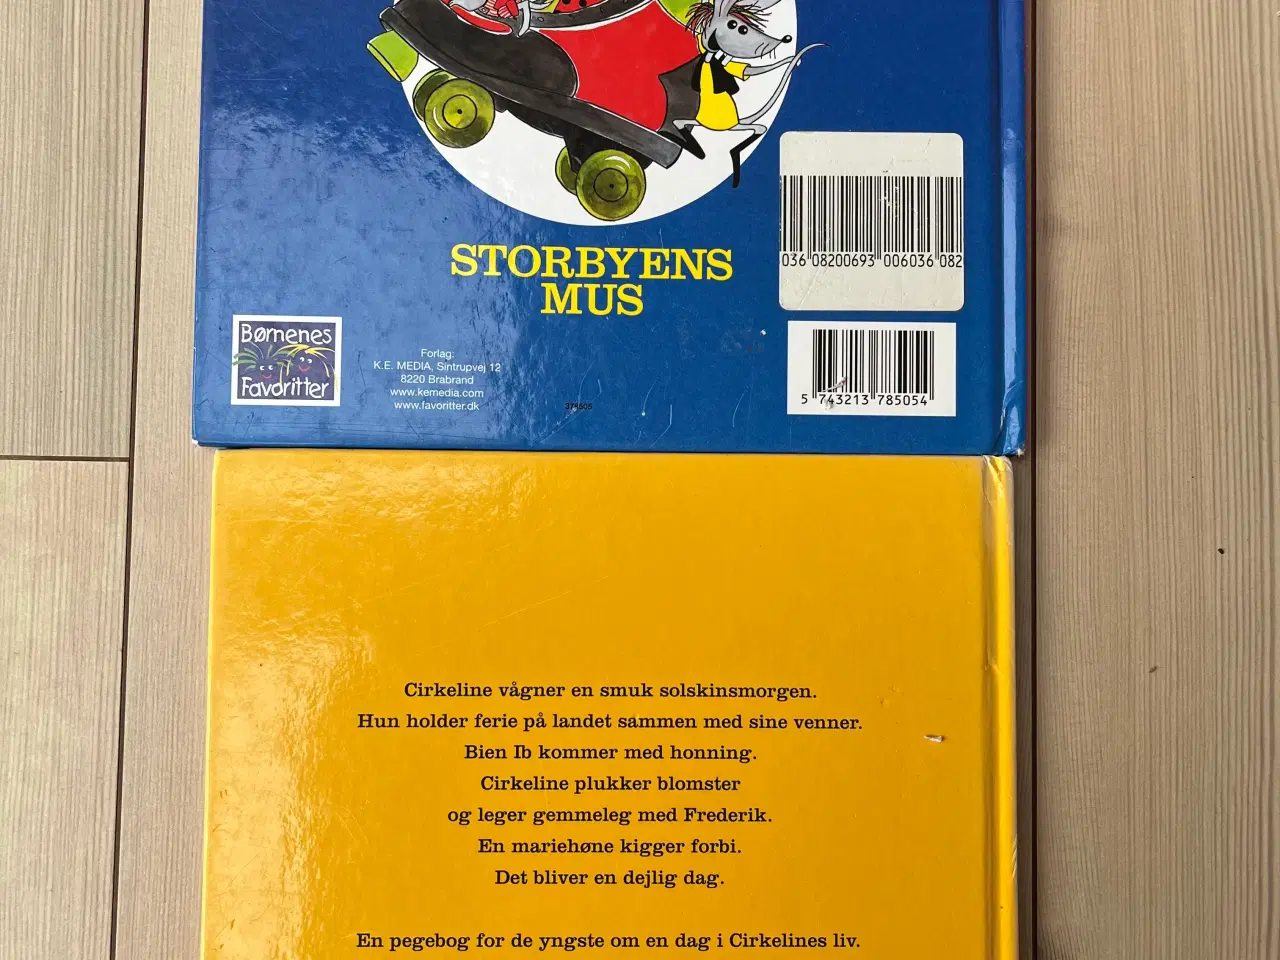 STORBYENS
MUS
036 08200693 006036 082
Børnenes
Favoritter
Forlag:
K.E. MEDIA, Sintrupvej 12
8220 Brabrand
www.kemedia.com
www.favoritter.dk
378505
5 743213 785054
Cirkeline vågner en smuk solskinsmorgen.
Hun holder ferie på landet sammen med sine venner.
Bien Ib kommer med honning.
Cirkeline plukker blomster
og leger gemmeleg med Frederik.
En mariehøne kigger forbi.
Det bliver en dejlig dag.
En pegebog for de yngste om en dag i Cirkelines liv.